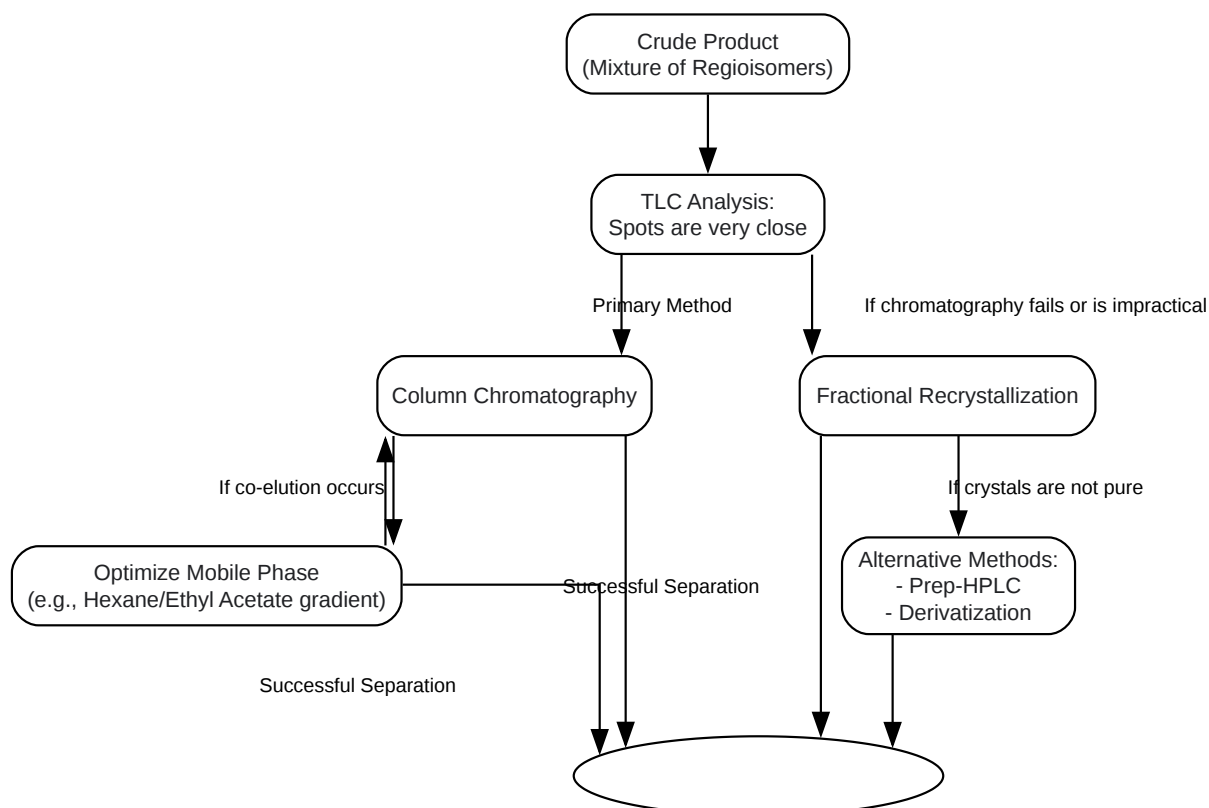 Crude Product
(Mixture of Regioisomers)
TLC Analysis:
Spots are very close
Primary Method
If chromatography fails or is impractical
Column Chromatography
Fractional Recrystallization
If co-elution occurs
If crystals are not pure
Optimize Mobile Phase
(e.g., Hexane/Ethyl Acetate gradient)
Successful Separation
Alternative Methods:
- Prep-HPLC
- Derivatization
Successful Separation